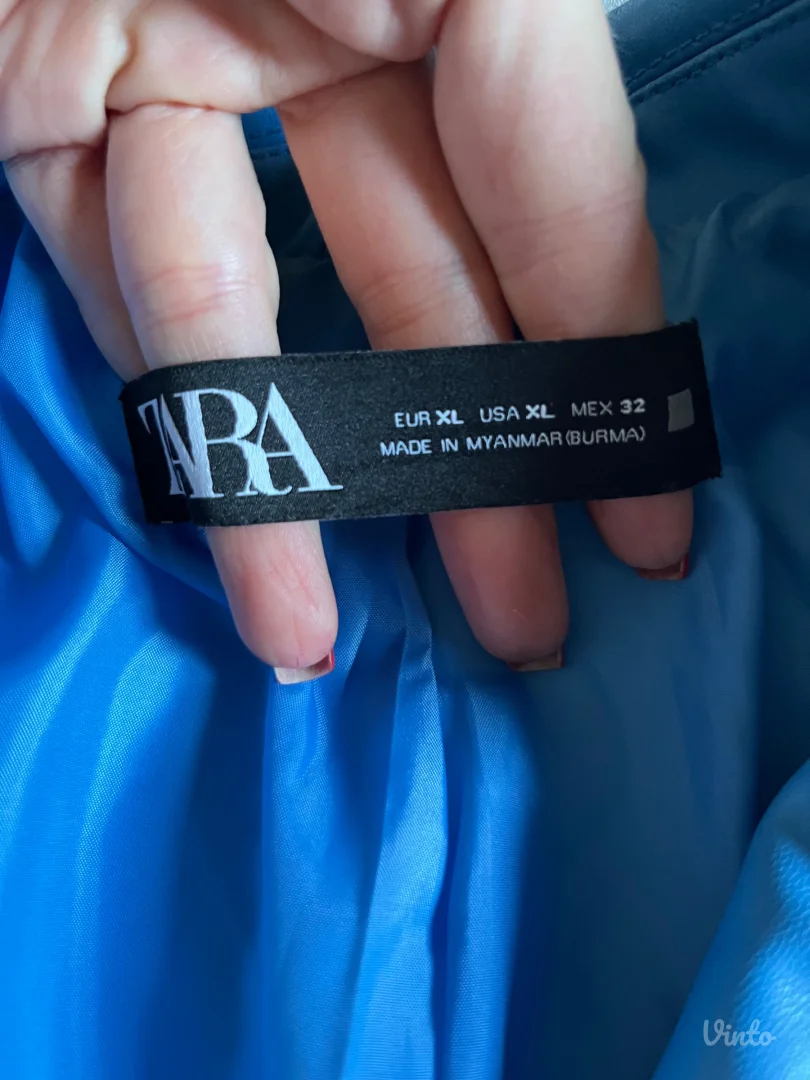 ZARA
EUR XL USA XL MEX 32
MADE IN MYANMAR (BURMA)
Vinto